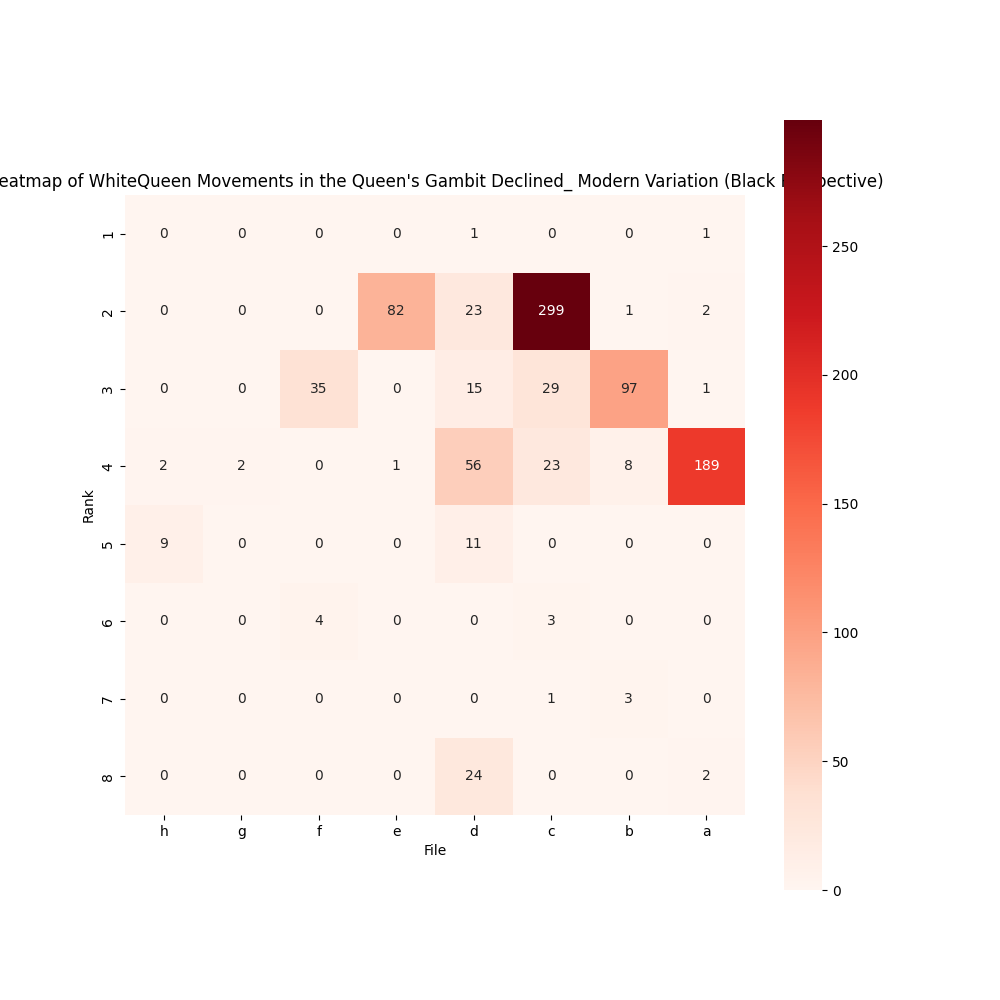 eatmap of WhiteQueen Movements in the Queen's Gambit Declined_ Modern Variation (Black pective)
1 0 0 0 0 1 0 0 1
2 0 0 0 82 23 299 1 2
3 0 0 35 0 15 29 97 1
4 2 2 0 1 56 23 8 189
5 9 0 0 0 11 0 0 0
6 0 0 4 0 0 3 0 0
7 0 0 0 0 0 1 3 0
8 0 0 0 0 24 0 0 2
h g f e d c b a
File
Rank
250
200
150
100
50
0